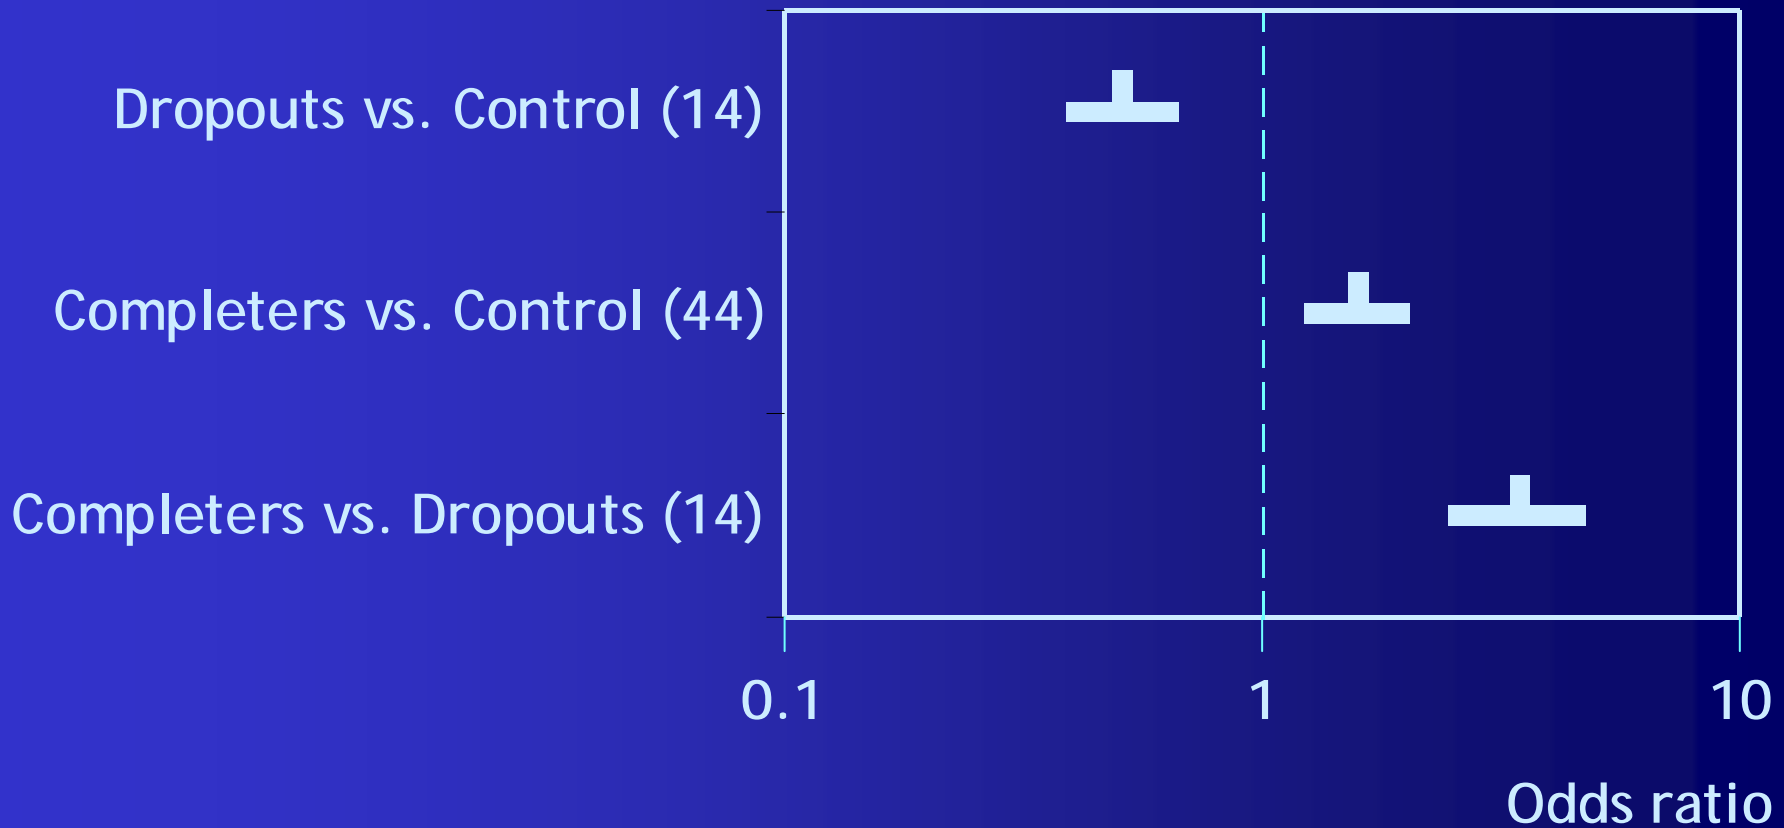 Dropouts vs. Control (14)
Completers vs. Control (44)
Completers vs. Dropouts (14)
0.1 1 10
Odds ratio